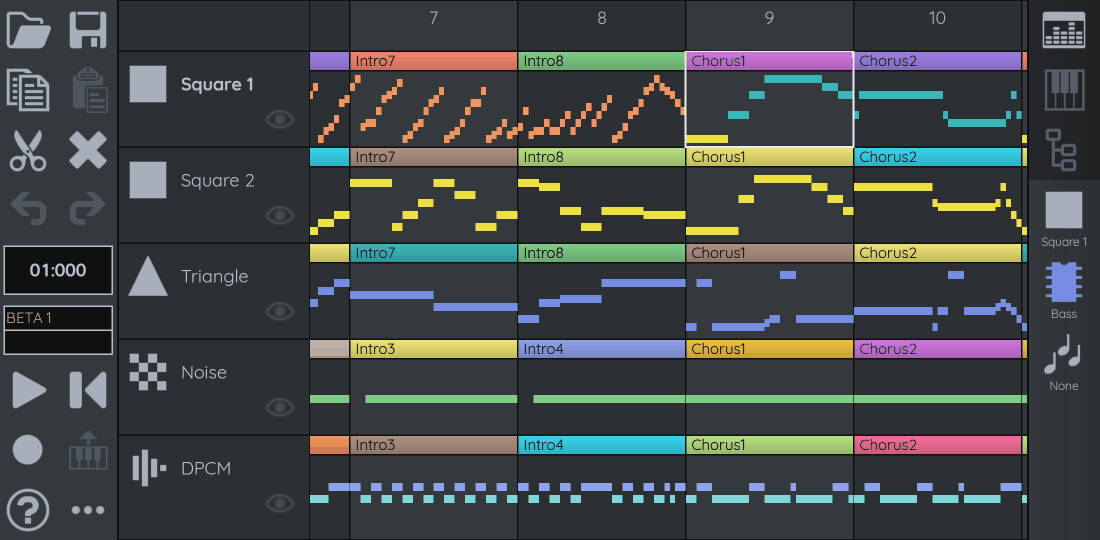 7 8 9 10
Intro7 Intro8 Chorus1 Chorus2
Square 1
Intro7 Intro8 Chorus1 Chorus2
Square 2
Square 1
01:000
Intro7 Intro8 Chorus1 Chorus2
Triangle
BETA 1
Bass
Intro3 Intro4 Chorus1 Chorus2
Noise
None
Intro3 Intro4 Chorus1 Chorus2
DPCM
?